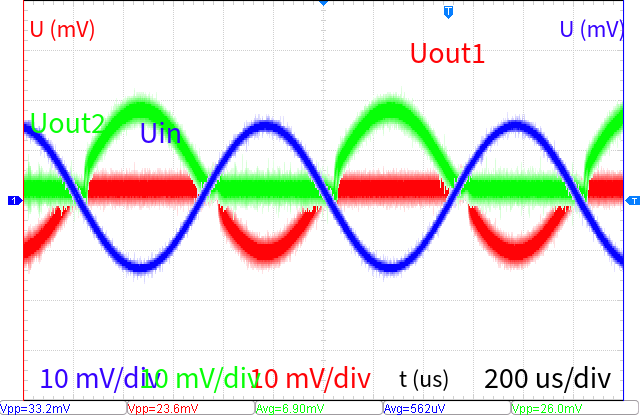 U (mV)
U (mV)
T
Uout1
Uout2
Uin
1
T
10 mV/div
10 mV/div
10 mV/div
t (us)
200 us/div
Vpp=33.2mV
Vpp=23.6mV
Avg=6.90mV
Avg=562uV
Vpp=26.0mV